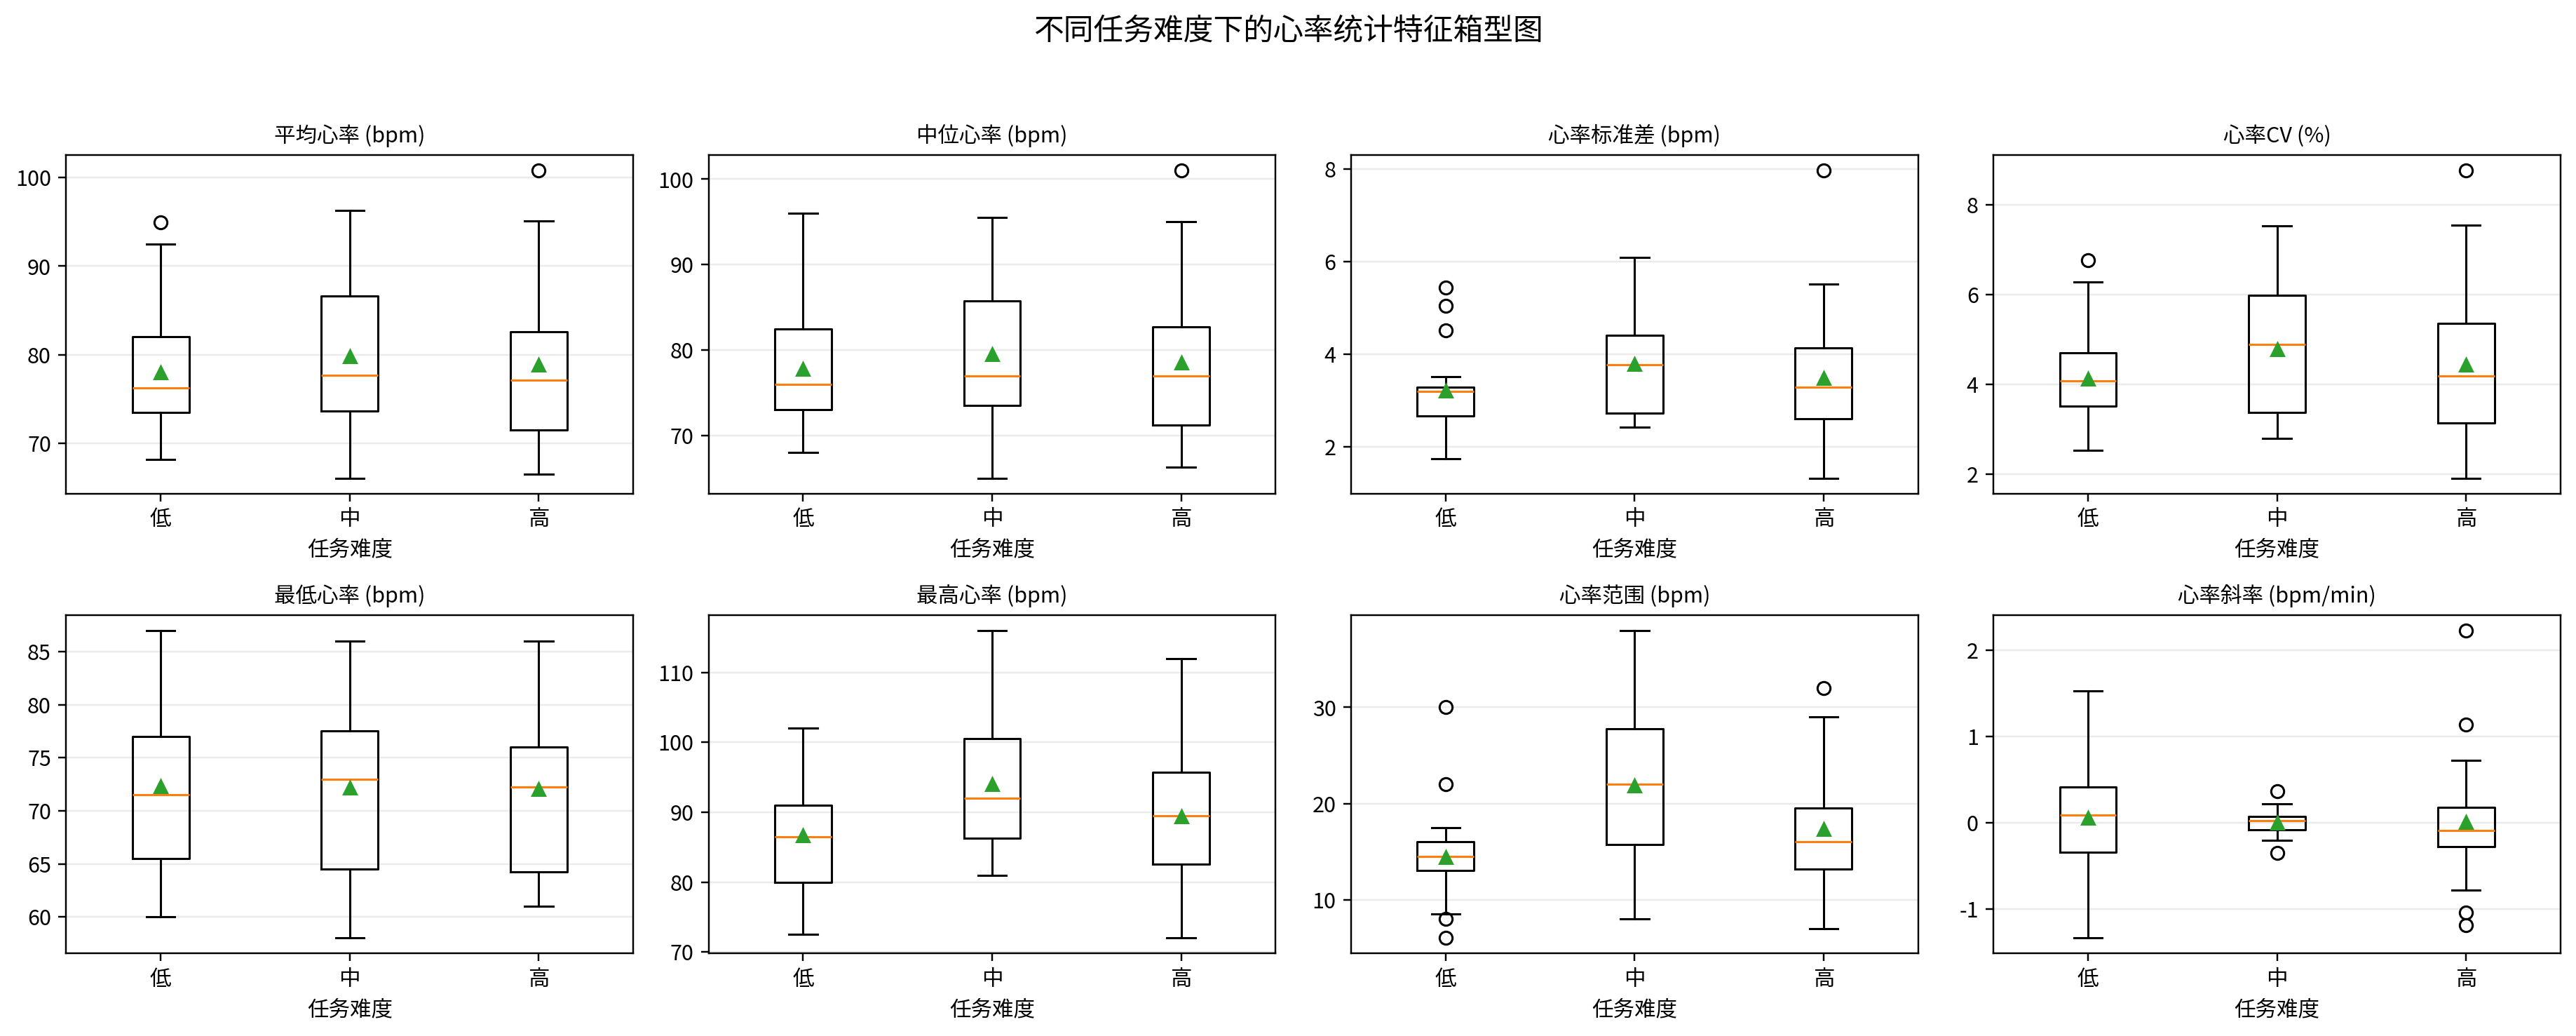 不同任务难度下的心率统计特征箱型图
平均心率 (bpm)
100
90
80
70
低 中 高
任务难度
中位心率 (bpm)
100
90
80
70
低 中 高
任务难度
心率标准差 (bpm)
8
6
4
2
低 中 高
任务难度
心率CV (%)
8
6
4
2
低 中 高
任务难度
最低心率 (bpm)
85
80
75
70
65
60
低 中 高
任务难度
最高心率 (bpm)
110
100
90
80
70
低 中 高
任务难度
心率范围 (bpm)
30
20
10
低 中 高
任务难度
心率斜率 (bpm/min)
2
1
0
-1
低 中 高
任务难度